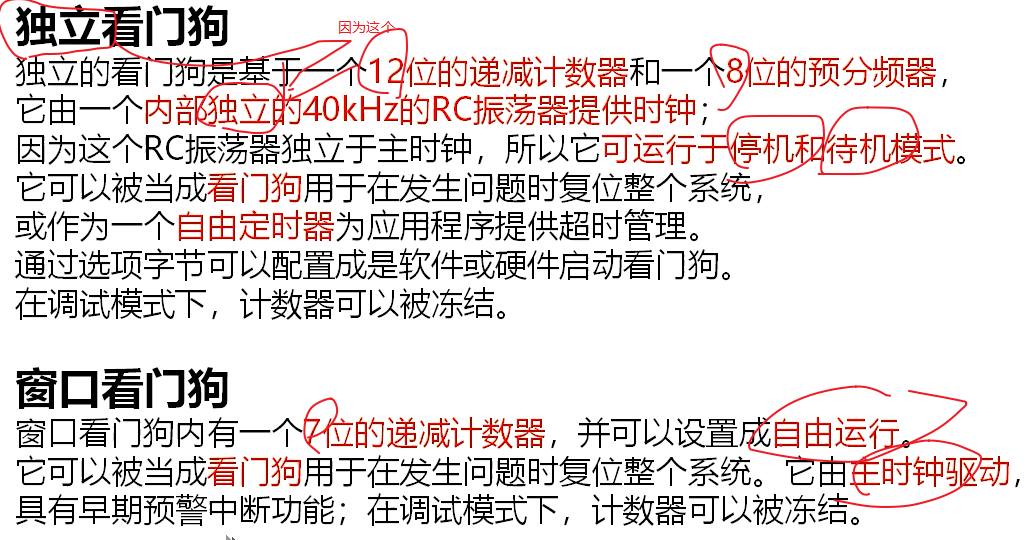 独立看门狗
因为这个
独立的看门狗是基于一个12位的递减计数器和一个8位的预分频器，
它由一个内部独立的40kHz的RC振荡器提供时钟；
因为这个RC振荡器独立于主时钟，所以它可运行于停机和待机模式。
它可以被当成看门狗用于在发生问题时复位整个系统，
或作为一个自由定时器为应用程序提供超时管理。
通过选项字节可以配置成是软件或硬件启动看门狗。
在调试模式下，计数器可以被冻结。
窗口看门狗
窗口看门狗内有一个7位的递减计数器，并可以设置成自由运行。
它可以被当成看门狗用于在发生问题时复位整个系统。它由主时钟驱动，
具有早期预警中断功能；在调试模式下，计数器可以被冻结。